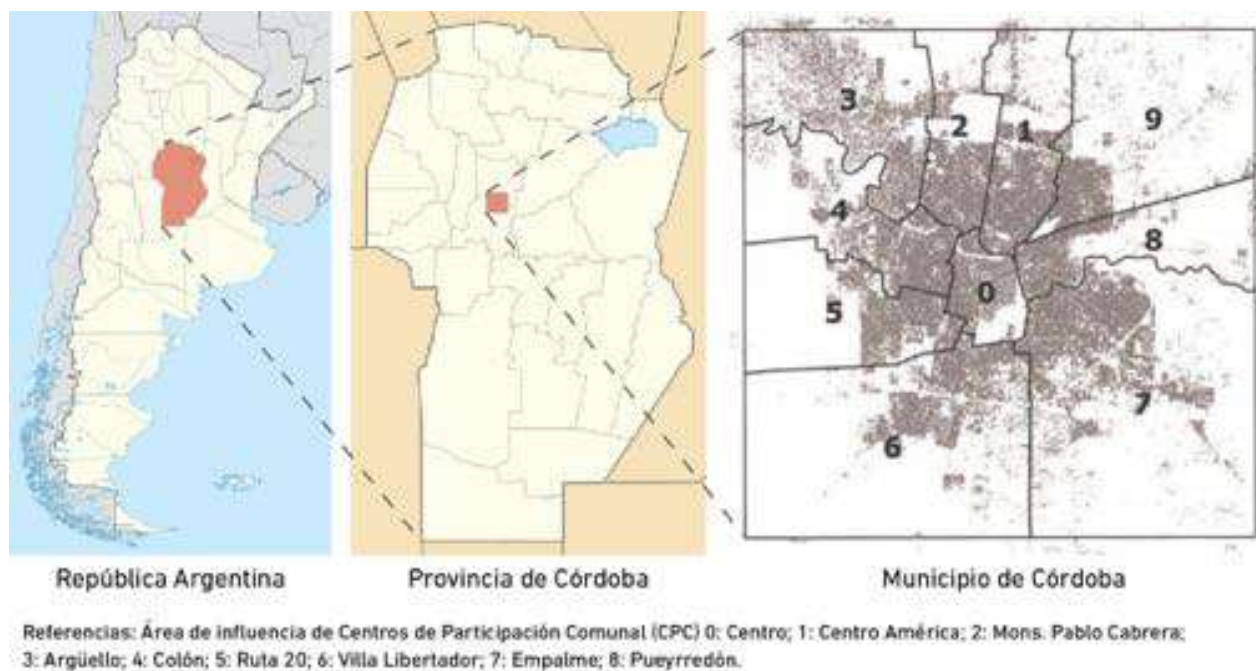 3
2
1
9
4
8
0
5
7
6
República Argentina
Provincia de Córdoba
Municipio de Córdoba
Referencias: Área de influencia de Centros de Participación Comunal (CPC) 0: Centro; 1: Centro América; 2: Mons. Pablo Cabrera;
3: Argüello; 4: Colón; 5: Ruta 20; 6: Villa Libertador; 7: Empalme; 8: Pueyrredón.